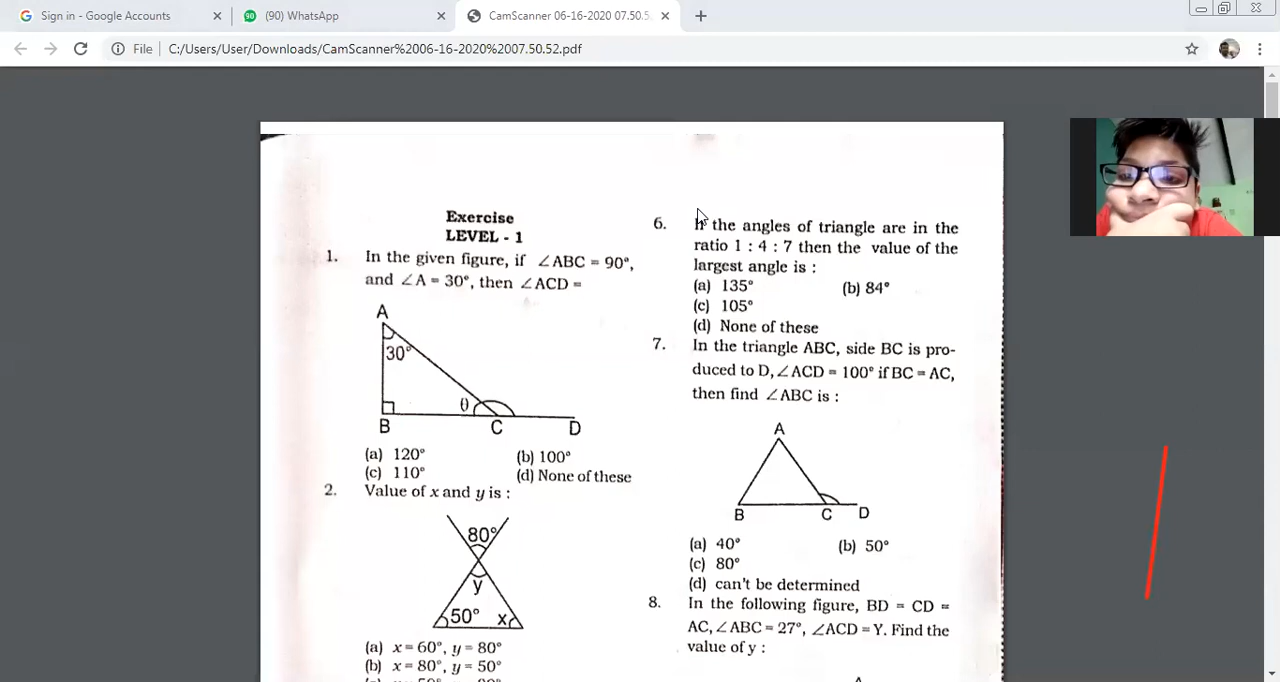 Sign in - Google Accounts
(90) WhatsApp
CamScanner 06-16-2020 07.50.5
File
C:/Users/User/Downloads/CamScanner%2006-16-2020%2007.50.52.pdf
Exercise
LEVEL - 1
1. In the given figure, if ∠ABC = 90°,
and ∠A = 30°, then ∠ACD =
A
30°
θ
B C D
(a) 120° (b) 100°
(c) 110° (d) None of these
2. Value of x and y is :
80°
y
50° x
(a) x = 60°, y = 80°
(b) x = 80°, y = 50°
6. If the angles of triangle are in the
ratio 1 : 4 : 7 then the value of the
largest angle is :
(a) 135° (b) 84°
(c) 105°
(d) None of these
7. In the triangle ABC, side BC is pro-
duced to D, ∠ACD = 100° if BC = AC,
then find ∠ABC is :
A
B C D
(a) 40° (b) 50°
(c) 80°
(d) can't be determined
8. In the following figure, BD = CD =
AC, ∠ABC = 27°, ∠ACD = Y. Find the
value of y :